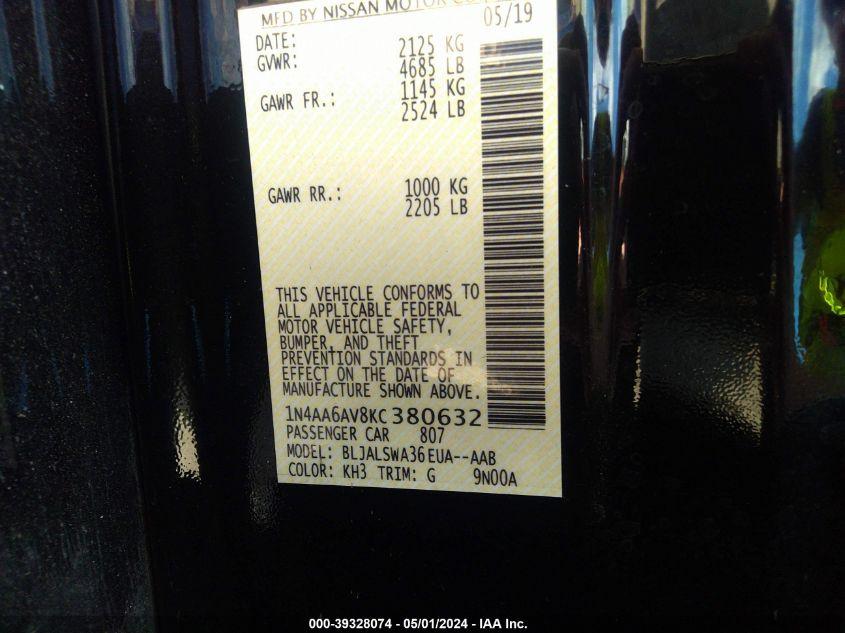 MFD BY NISSAN MOTOR CO
DATE: 05/19
GVWR: 2125 KG
4685 LB
GAWR FR.: 1145 KG
2524 LB
GAWR RR.: 1000 KG
2205 LB
THIS VEHICLE CONFORMS TO
ALL APPLICABLE FEDERAL
MOTOR VEHICLE SAFETY,
BUMPER, AND THEFT
PREVENTION STANDARDS IN
EFFECT ON THE DATE OF
MANUFACTURE SHOWN ABOVE.
1N4AA6AV8KC380632
PASSENGER CAR 807
MODEL: BLJALSWA36EUA--AAB
COLOR: KH3 TRIM: G 9N00A
000-39328074 - 05/01/2024 - IAA Inc.